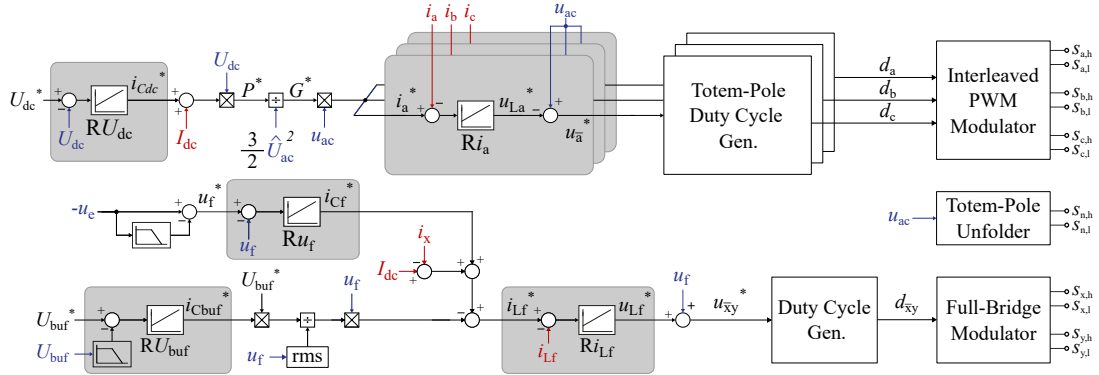 i_a i_b i_c u_ac
U_dc
U_dc* i_Cdc* P* G* i_a* u_La* d_a d_b d_c
+ − + + + − − +
U_dc RU_dc I_dc 3/2 Û_ac² u_ac Ri_a u_a̅*
Totem-Pole
Duty Cycle
Gen.
Interleaved
PWM
Modulator
s_a,h
s_a,l
s_b,h
s_b,l
s_c,h
s_c,l
-u_e + − u_f* + − i_Cf*
u_f Ru_f
i_x
I_dc + − + +
u_ac
Totem-Pole
Unfolder
s_n,h
s_n,l
U_buf* u_f u_f
U_buf* + − i_Cbuf* − + i_Lf* + − u_Lf* + + u_x̅y* d_x̅y
U_buf RU_buf u_f rms i_Lf Ri_Lf
Duty Cycle
Gen.
Full-Bridge
Modulator
s_x,h
s_x,l
s_y,h
s_y,l